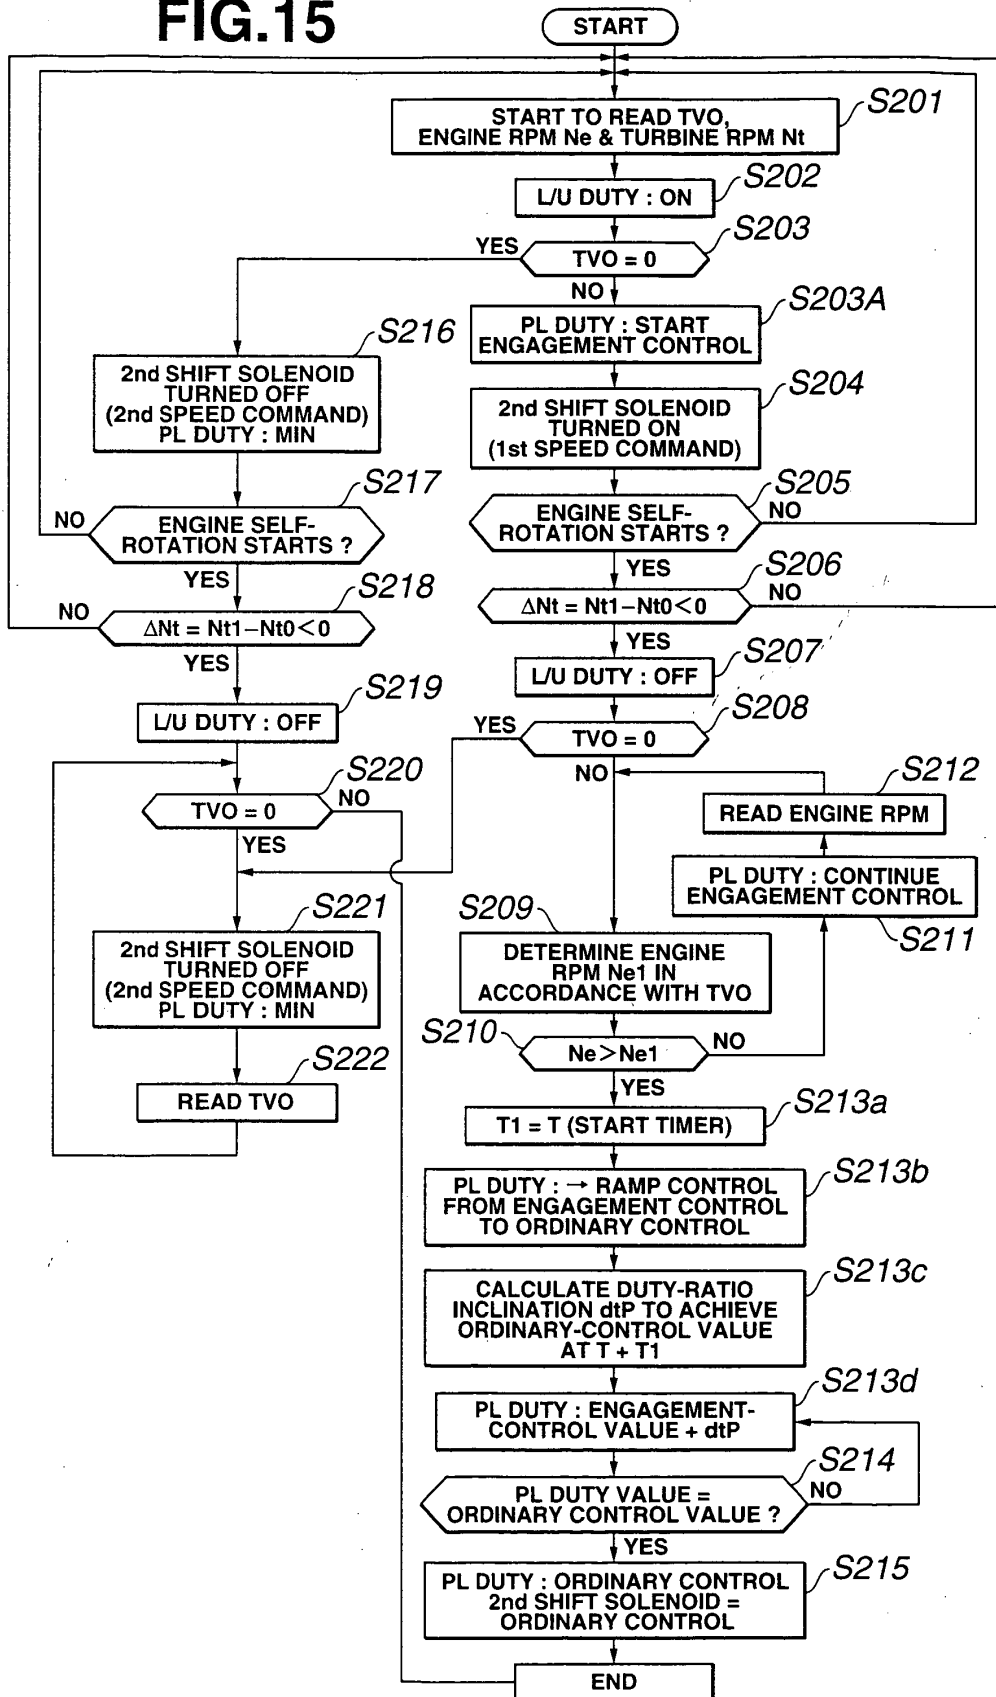 FIG.15
START
S201
START TO READ TVO,
ENGINE RPM Ne & TURBINE RPM Nt
S202
L/U DUTY : ON
S203
YES
TVO = 0
NO
S203A
PL DUTY : START
ENGAGEMENT CONTROL
S216
2nd SHIFT SOLENOID
TURNED OFF
(2nd SPEED COMMAND)
PL DUTY : MIN
S204
2nd SHIFT SOLENOID
TURNED ON
(1st SPEED COMMAND)
S217
NO
ENGINE SELF-
ROTATION STARTS ?
YES
S205
ENGINE SELF-
ROTATION STARTS ?
NO
YES
S218
NO
ΔNt = Nt1–Nt0<0
YES
S206
ΔNt = Nt1–Nt0<0
NO
YES
S207
L/U DUTY : OFF
S219
L/U DUTY : OFF
S208
YES
TVO = 0
NO
S220
TVO = 0
NO
YES
S212
READ ENGINE RPM
PL DUTY : CONTINUE
ENGAGEMENT CONTROL
S211
S221
2nd SHIFT SOLENOID
TURNED OFF
(2nd SPEED COMMAND)
PL DUTY : MIN
S209
DETERMINE ENGINE
RPM Ne1 IN
ACCORDANCE WITH TVO
S210
Ne>Ne1
NO
YES
S222
READ TVO
S213a
T1 = T (START TIMER)
S213b
PL DUTY : → RAMP CONTROL
FROM ENGAGEMENT CONTROL
TO ORDINARY CONTROL
S213c
CALCULATE DUTY-RATIO
INCLINATION dtP TO ACHIEVE
ORDINARY-CONTROL VALUE
AT T + T1
S213d
PL DUTY : ENGAGEMENT-
CONTROL VALUE + dtP
S214
PL DUTY VALUE =
ORDINARY CONTROL VALUE ?
NO
YES
S215
PL DUTY : ORDINARY CONTROL
2nd SHIFT SOLENOID =
ORDINARY CONTROL
END